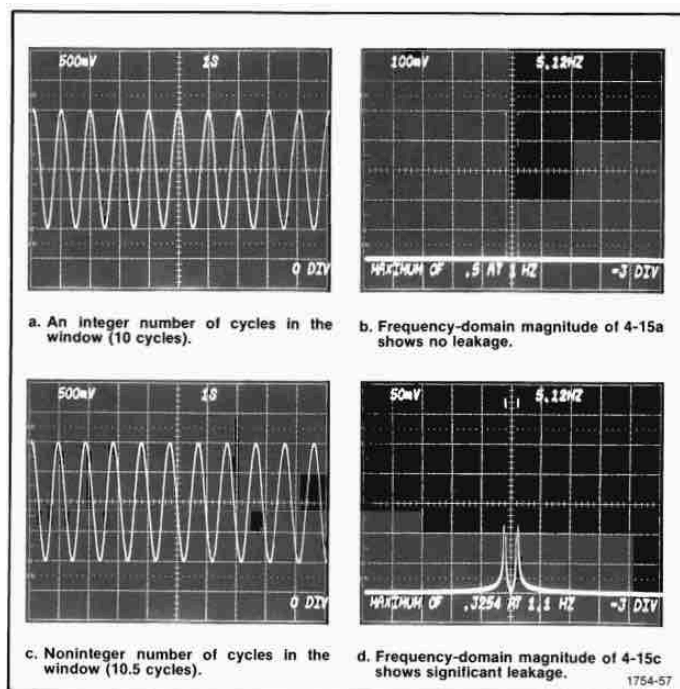 500mV 1S
0 DIV
100mV 5.12HZ
MAXIMUM OF .5 AT 1 HZ -3 DIV
a. An integer number of cycles in the
window (10 cycles).
b. Frequency-domain magnitude of 4-15a
shows no leakage.
500mV 1S
0 DIV
50mV 5.12HZ
MAXIMUM OF .3254 AT 1.1 HZ -3 DIV
c. Noninteger number of cycles in the
window (10.5 cycles).
d. Frequency-domain magnitude of 4-15c
shows significant leakage.
1754-57